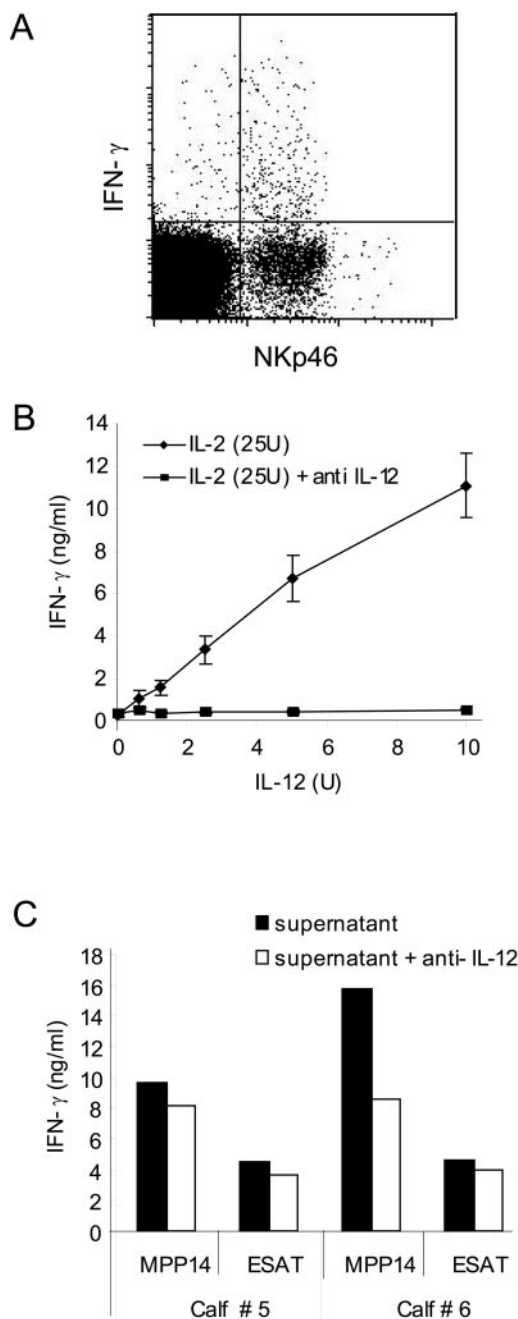 A
IFN- γ
NKp46
B
14
12
10
8
6
4
2
0
IFN- γ (ng/ml)
IL-2 (25U)
IL-2 (25U) + anti IL-12
0 2 4 6 8 10
IL-12 (U)
C
supernatant
supernatant + anti- IL-12
18
16
14
12
10
8
6
4
2
0
IFN- γ (ng/ml)
MPP14 ESAT MPP14 ESAT
Calf # 5 Calf # 6